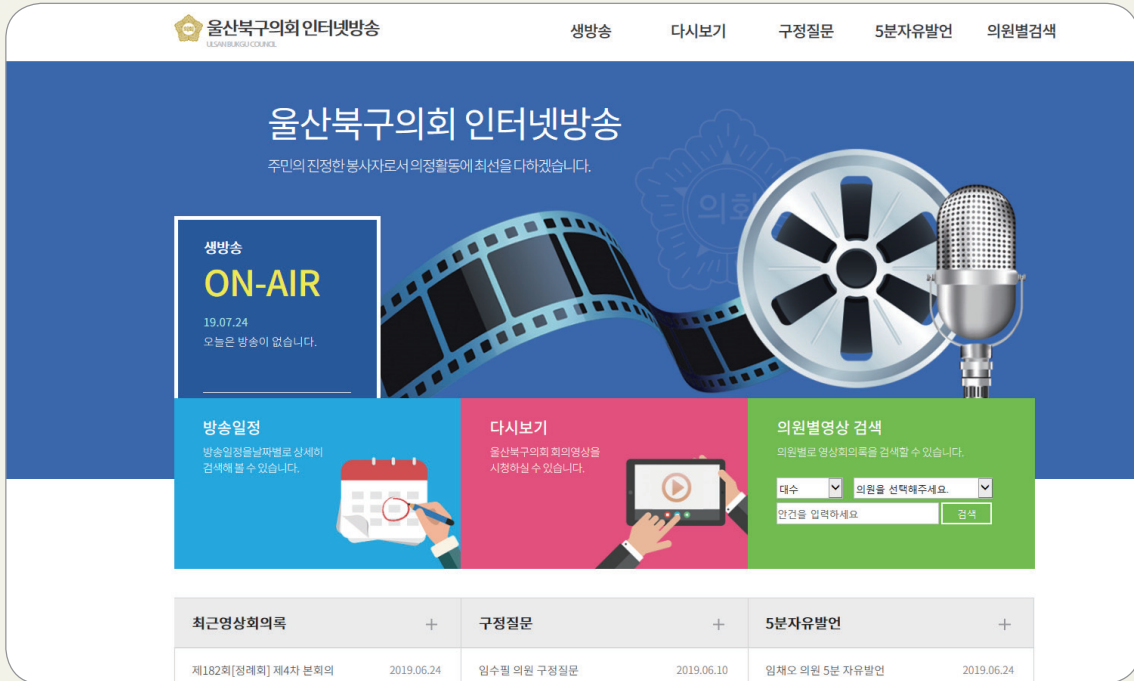 울산북구의회 인터넷방송
ULSAN BUKGU COUNCIL
생방송 다시보기 구정질문 5분자유발언 의원별검색
울산북구의회 인터넷방송
주민의 진정한 봉사자로서 의정활동에 최선을 다하겠습니다.
의회
생방송
ON-AIR
19.07.24
오늘은 방송이 없습니다.
방송일정
방송일정을날짜별로 상세히
검색해 볼 수 있습니다.
다시보기
울산북구의회 회의영상을
시청하실 수 있습니다.
의원별영상 검색
의원별로 영상회의록을 검색할 수 있습니다.
대수 의원을 선택해주세요.
안건을 입력하세요 검색
최근영상회의록 +
제182회[정례회] 제4차 본회의 2019.06.24
구정질문 +
임수필 의원 구정질문 2019.06.10
5분자유발언 +
임채오 의원 5분 자유발언 2019.06.24